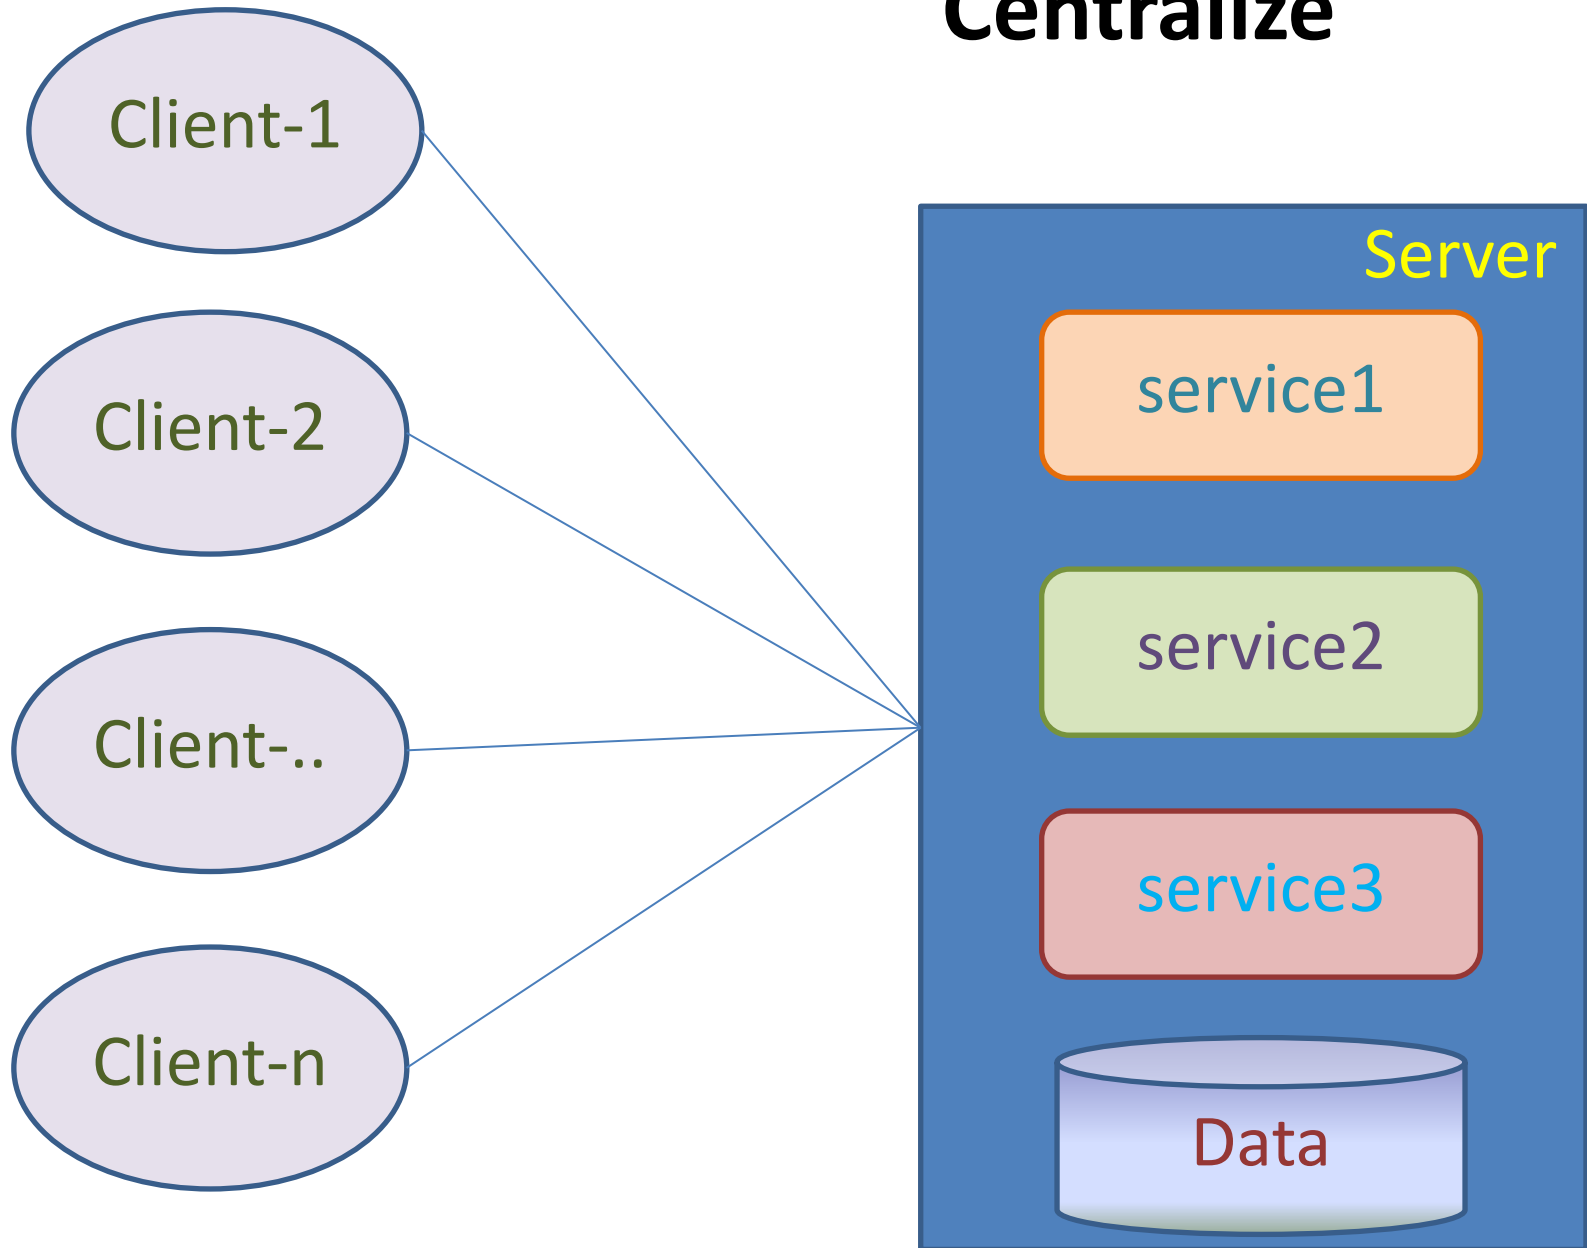 Centralize
Client-1
Client-2
Client-..
Client-n
Server
service1
service2
service3
Data